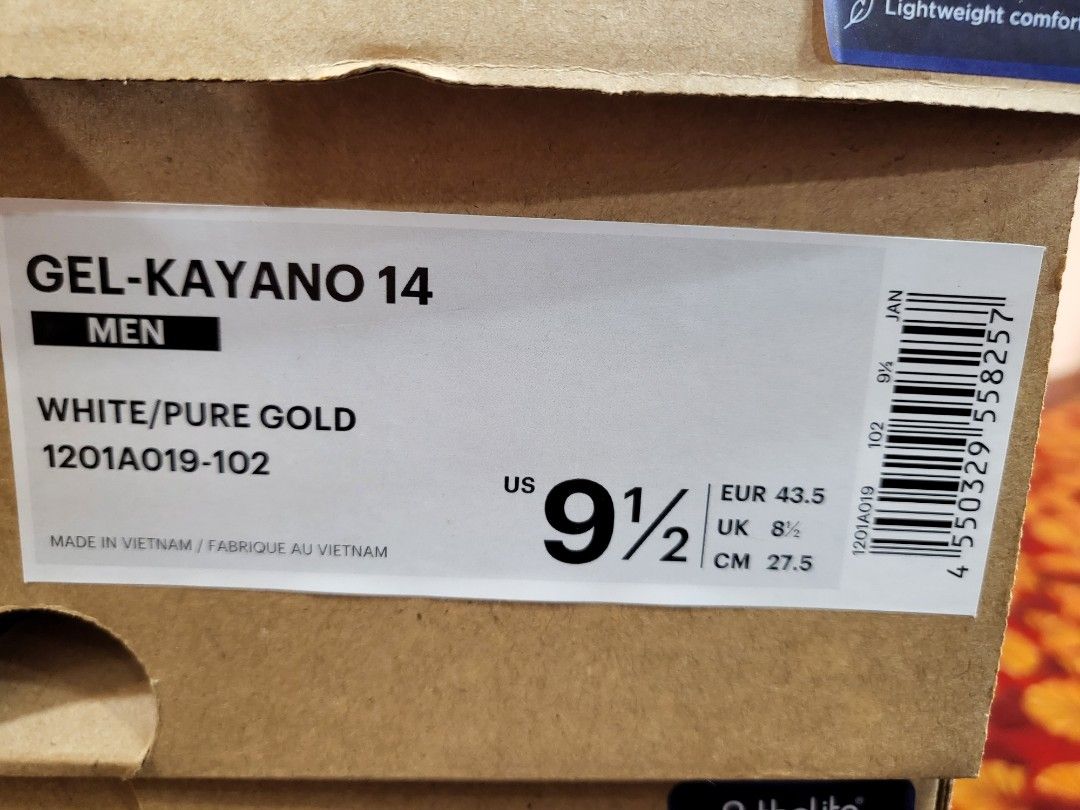 Lightweight comfor
GEL-KAYANO 14
MEN
WHITE/PURE GOLD
1201A019-102
MADE IN VIETNAM / FABRIQUE AU VIETNAM
US 9½
EUR 43.5
UK 8½
CM 27.5
1201A019 102 9½ JAN
4 550329 558257